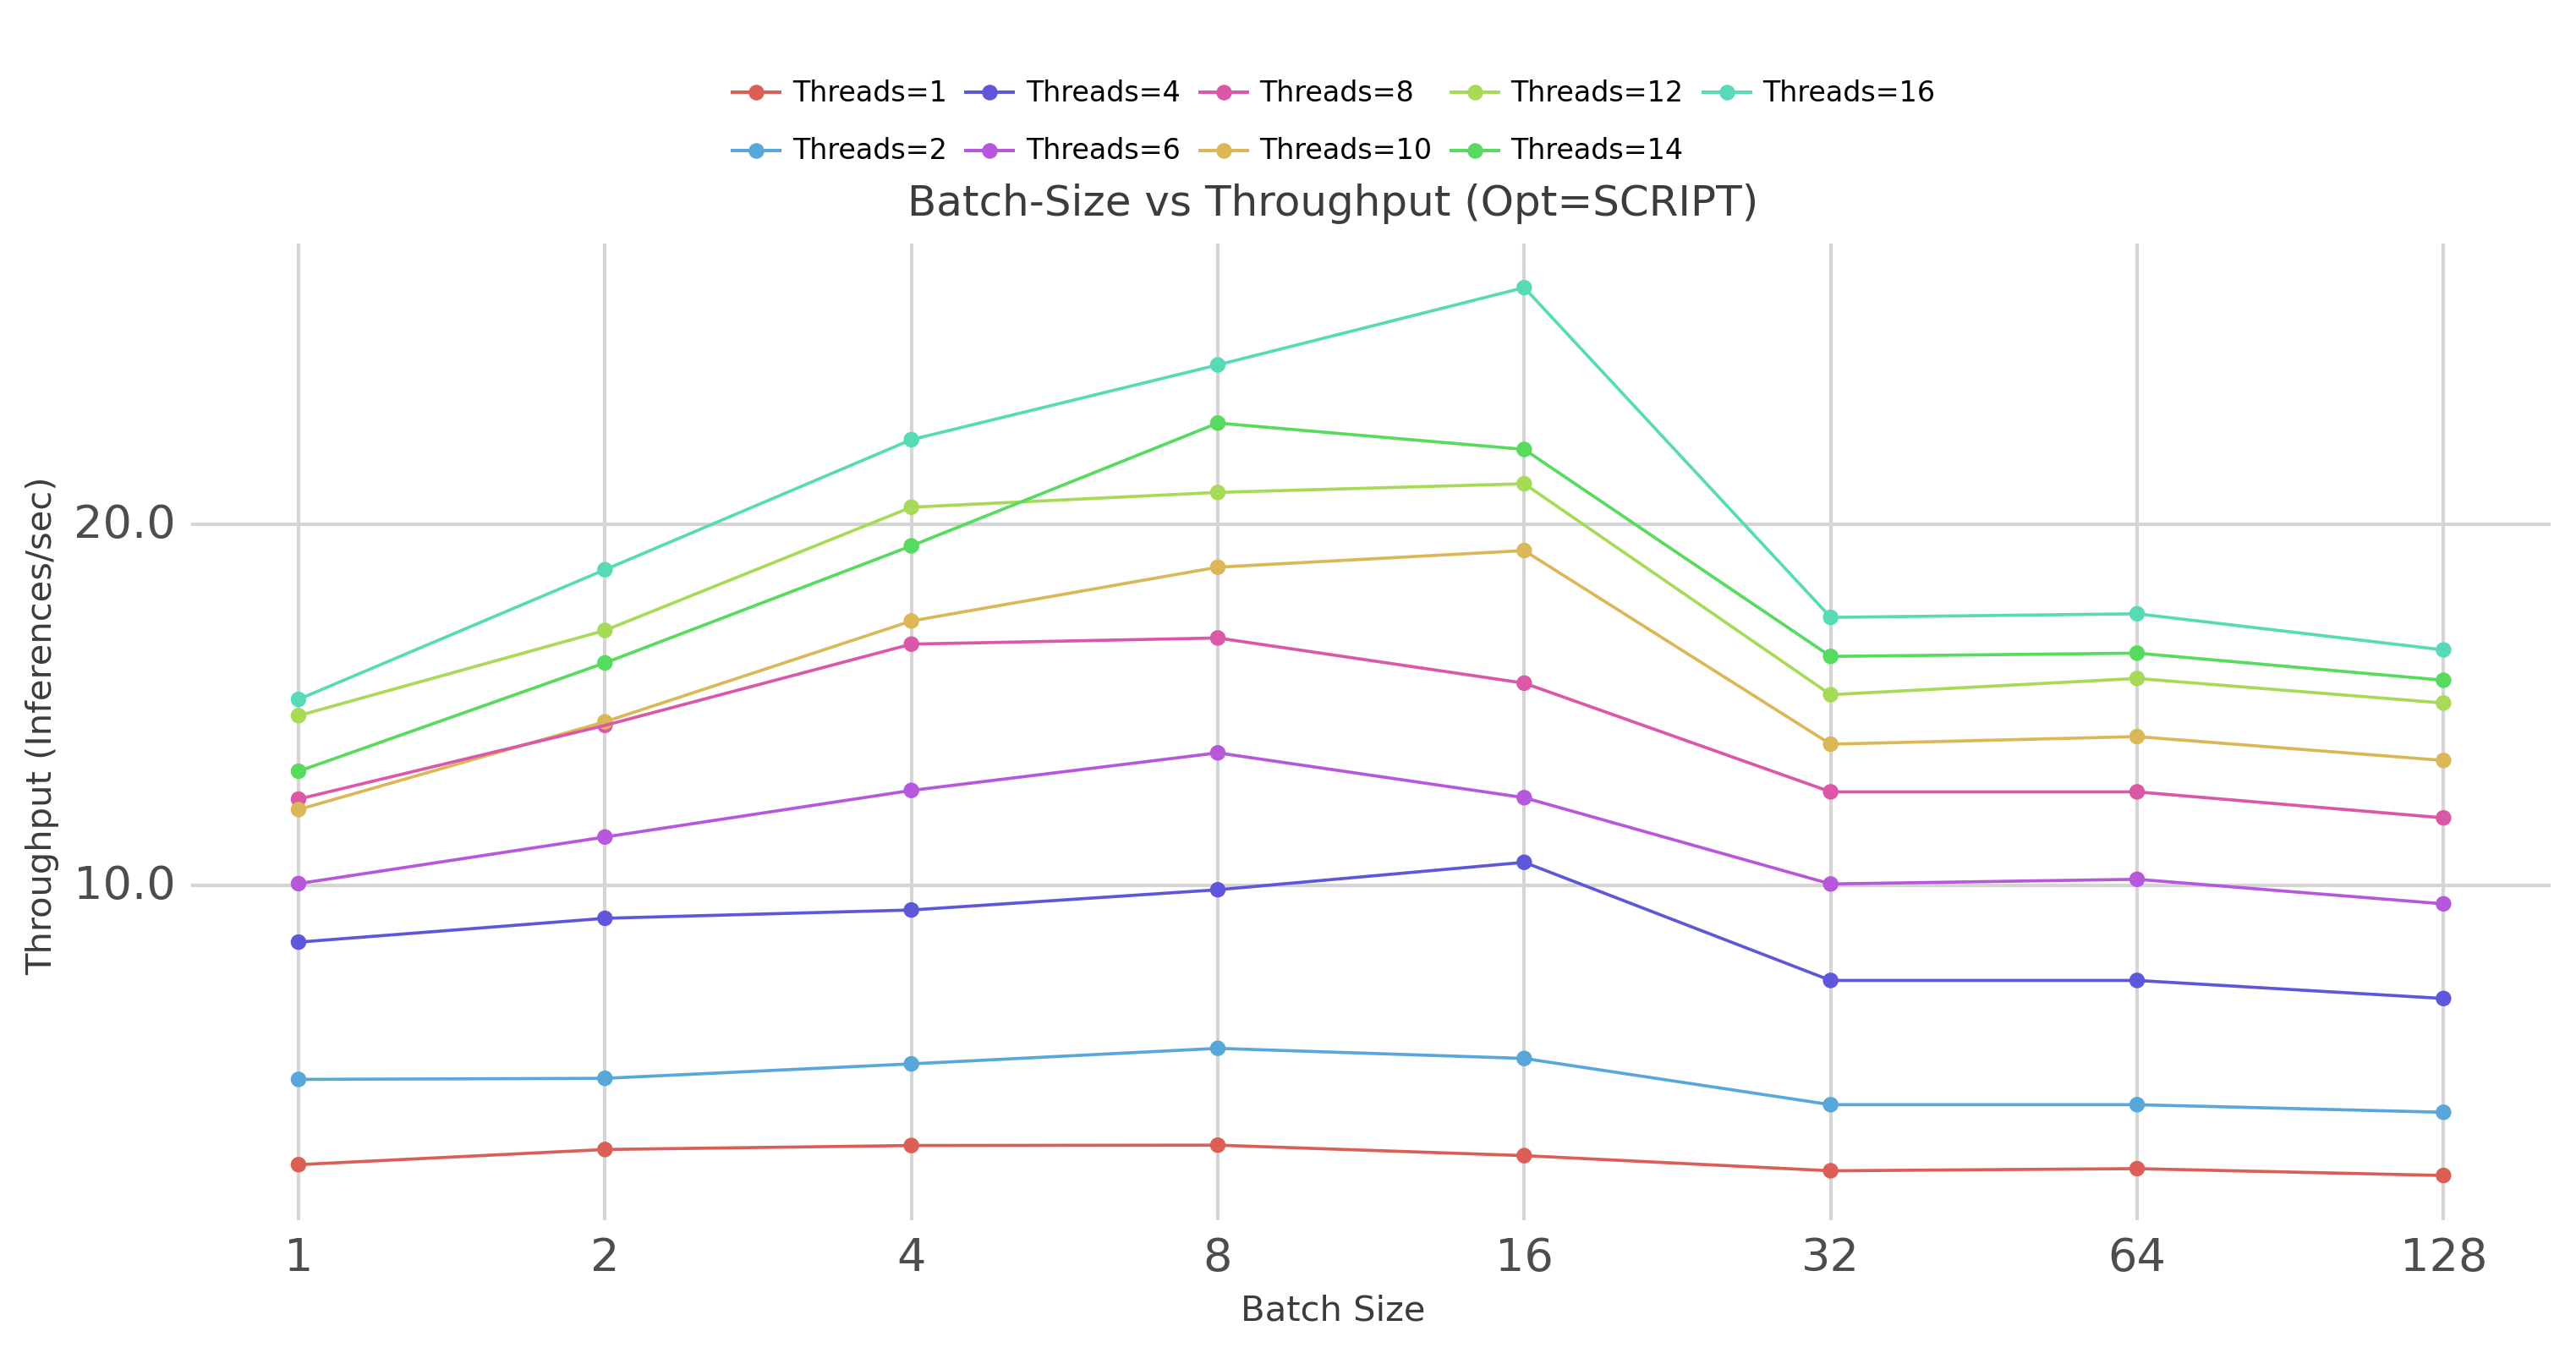 Threads=1 Threads=4 Threads=8 Threads=12 Threads=16
Threads=2 Threads=6 Threads=10 Threads=14
Batch-Size vs Throughput (Opt=SCRIPT)
Throughput (Inferences/sec)
20.0
10.0
1 2 4 8 16 32 64 128
Batch Size